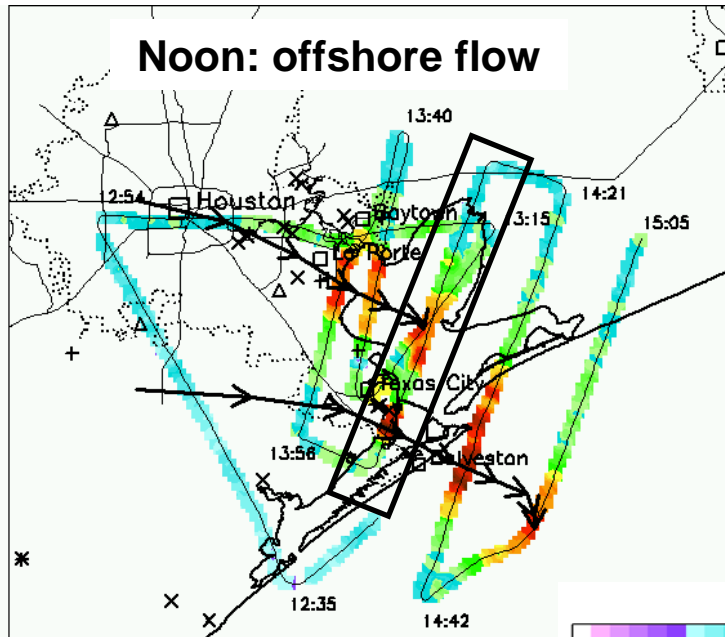 Noon: offshore flow
13:40
12:54
Houston
Baytown
14:21
13:15
15:05
La Porte
Texas City
13:56
Galveston
12:35
14:42